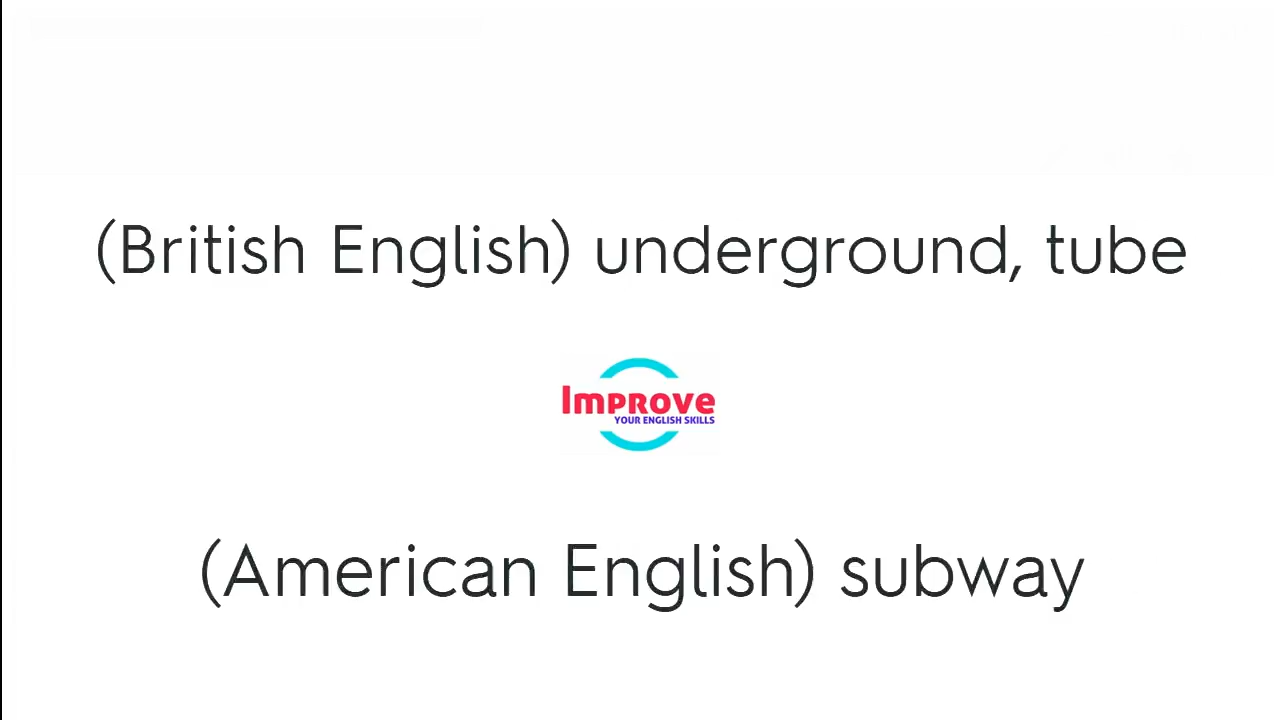 (British English) underground, tube
Improve
YOUR ENGLISH SKILLS
(American English) subway